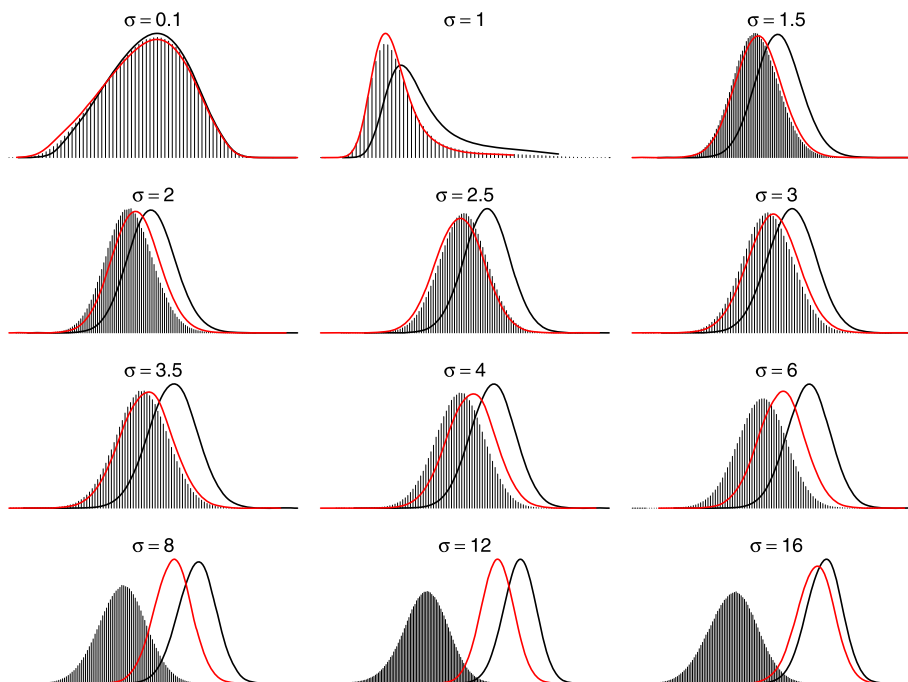 σ = 0.1
σ = 1
σ = 1.5
σ = 2
σ = 2.5
σ = 3
σ = 3.5
σ = 4
σ = 6
σ = 8
σ = 12
σ = 16